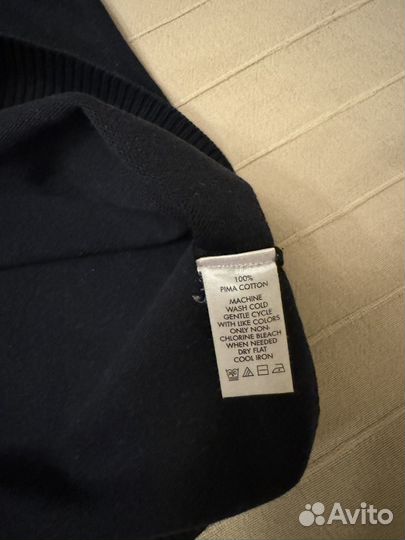 100%
PIMA COTTON
MACHINE
WASH COLD
GENTLE CYCLE
WITH LIKE COLORS
ONLY NON-
CHLORINE BLEACH
WHEN NEEDED
DRY FLAT
COOL IRON
Avito